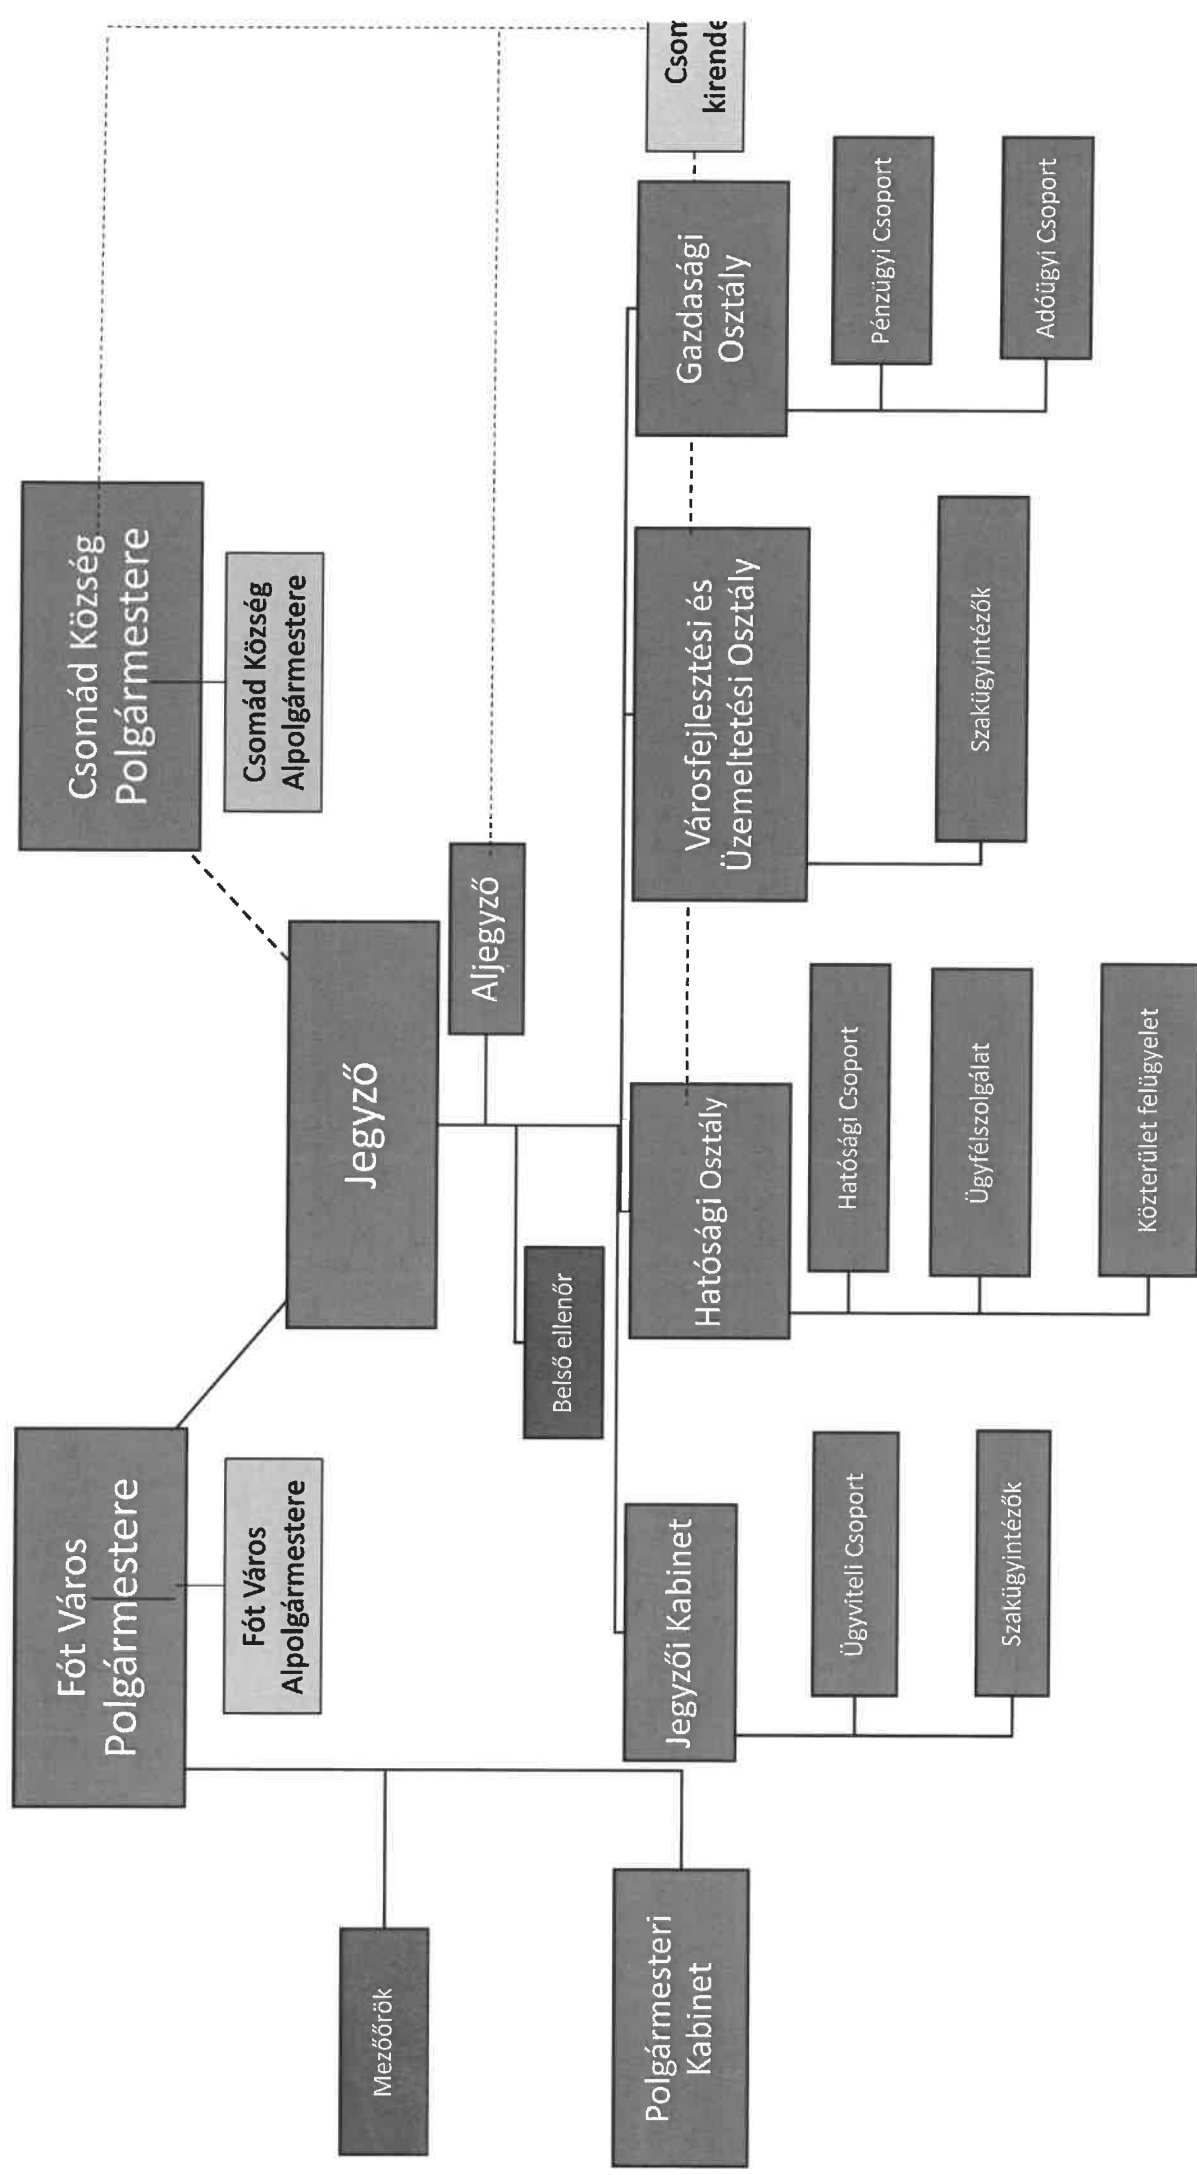 Fót Város
Polgármestere
Csomád Község
Polgármestere
Fót Város
Alpolgármestere
Csomád Község
Alpolgármestere
Jegyző
Mezőőrök
Aljegyző
Belső ellenőr
Polgármesteri
Kabinet
Jegyzői Kabinet
Hatósági Osztály
Városfejlesztési és
Üzemeltetési Osztály
Gazdasági
Osztály
Csom
kirende
Ügyviteli Csoport
Hatósági Csoport
Pénzügyi Csoport
Szakügyintézők
Ügyfélszolgálat
Szakügyintézők
Adóügyi Csoport
Közterület felügyelet